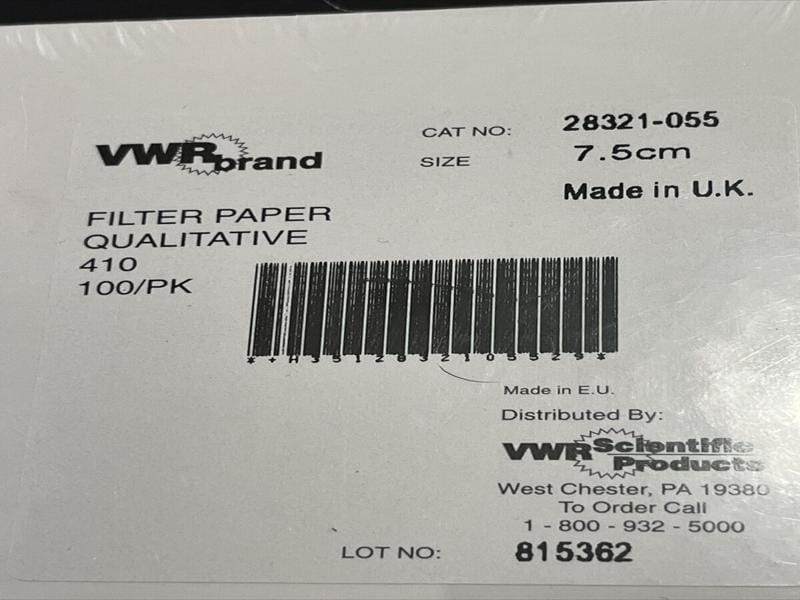 VWRbrand
CAT NO: 28321-055
SIZE 7.5cm
Made in U.K.
FILTER PAPER
QUALITATIVE
410
100/PK
*+H3512832105529*
Made in E.U.
Distributed By:
VWR Scientific
Products
West Chester, PA 19380
To Order Call
1 - 800 - 932 - 5000
LOT NO: 815362